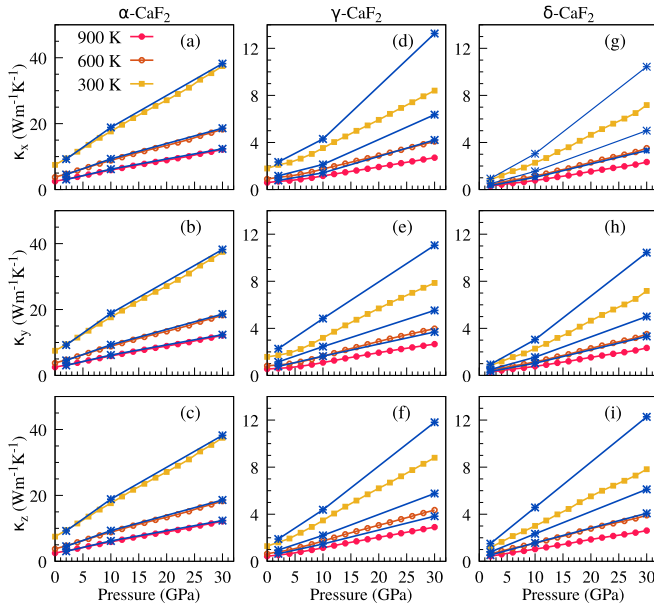 α-CaF₂ γ-CaF₂ δ-CaF₂
(a) (d) (g)
900 K
600 K
300 K
κx (Wm⁻¹K⁻¹)
0 20 40
0 4 8 12
0 4 8 12
(b) (e) (h)
κy (Wm⁻¹K⁻¹)
0 20 40
0 4 8 12
0 4 8 12
(c) (f) (i)
κz (Wm⁻¹K⁻¹)
0 20 40
0 4 8 12
0 4 8 12
0 5 10 15 20 25 30 0 5 10 15 20 25 30 0 5 10 15 20 25 30
Pressure (GPa) Pressure (GPa) Pressure (GPa)